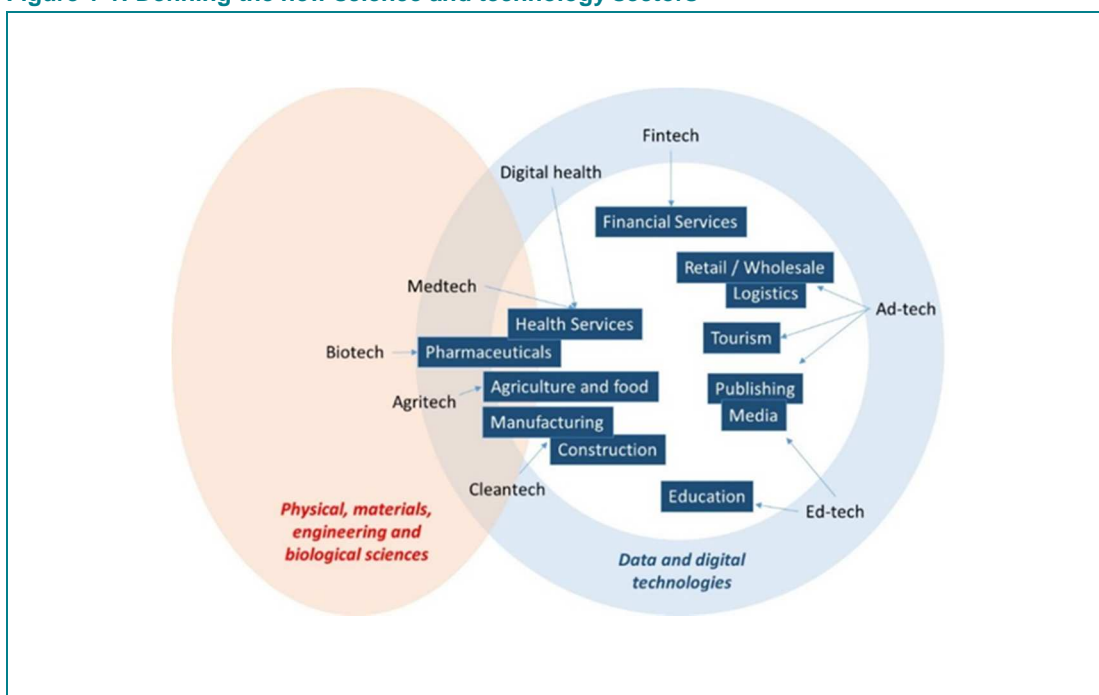 Fintech
Digital health
Financial Services
Retail / Wholesale
Logistics
Medtech
Ad-tech
Health Services
Tourism
Biotech
Pharmaceuticals
Agriculture and food
Publishing
Agritech
Media
Manufacturing
Construction
Cleantech
Education
Ed-tech
Physical, materials,
engineering and
biological sciences
Data and digital
technologies